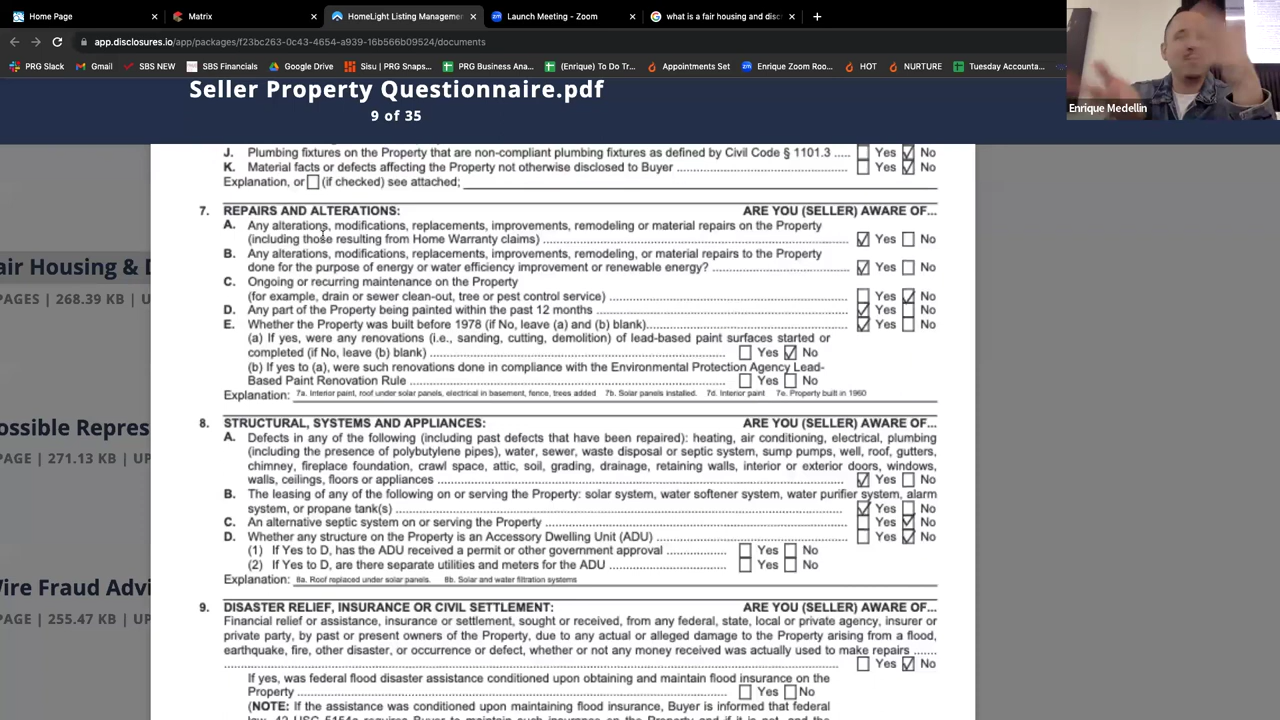 Home Page
Matrix
HomeLight Listing Managemer
Launch Meeting - Zoom
what is a fair housing and discr
app.disclosures.io/app/packages/f23bc263-0c43-4654-a939-16b566b09524/documents
PRG Slack
Gmail
SBS NEW
SBS Financials
Google Drive
Sisu | PRG Snaps...
PRG Business Ana...
(Enrique) To Do Tr...
Appointments Set
Enrique Zoom Roo...
HOT
NURTURE
Tuesday Accounta...
Enrique Medellin
Seller Property Questionnaire.pdf
9 of 35
air Housing & D
PAGES | 268.39 KB | U
ossible Repres
PAGE | 271.13 KB | UP
Wire Fraud Advi
PAGE | 255.47 KB | UP
J. Plumbing fixtures on the Property that are non-compliant plumbing fixtures as defined by Civil Code § 1101.3 ..... Yes No
K. Material facts or defects affecting the Property not otherwise disclosed to Buyer Yes No
Explanation, or (if checked) see attached;
7. REPAIRS AND ALTERATIONS: ARE YOU (SELLER) AWARE OF...
A. Any alterations, modifications, replacements, improvements, remodeling or material repairs on the Property
(including those resulting from Home Warranty claims) Yes No
B. Any alterations, modifications, replacements, improvements, remodeling, or material repairs to the Property
done for the purpose of energy or water efficiency improvement or renewable energy? Yes No
C. Ongoing or recurring maintenance on the Property
(for example, drain or sewer clean-out, tree or pest control service) Yes No
D. Any part of the Property being painted within the past 12 months Yes No
E. Whether the Property was built before 1978 (if No, leave (a) and (b) blank) Yes No
(a) If yes, were any renovations (i.e., sanding, cutting, demolition) of lead-based paint surfaces started or
completed (if No, leave (b) blank) Yes No
(b) If yes to (a), were such renovations done in compliance with the Environmental Protection Agency Lead-
Based Paint Renovation Rule Yes No
Explanation: 7a. Interior paint, roof under solar panels, electrical in basement, fence, trees added 7b. Solar panels installed. 7d. Interior paint 7e. Property built in 1960
8. STRUCTURAL, SYSTEMS AND APPLIANCES: ARE YOU (SELLER) AWARE OF...
A. Defects in any of the following (including past defects that have been repaired): heating, air conditioning, electrical, plumbing
(including the presence of polybutylene pipes), water, sewer, waste disposal or septic system, sump pumps, well, roof, gutters,
chimney, fireplace foundation, crawl space, attic, soil, grading, drainage, retaining walls, interior or exterior doors, windows,
walls, ceilings, floors or appliances Yes No
B. The leasing of any of the following on or serving the Property: solar system, water softener system, water purifier system, alarm
system, or propane tank(s) Yes No
C. An alternative septic system on or serving the Property Yes No
D. Whether any structure on the Property is an Accessory Dwelling Unit (ADU) Yes No
(1) If Yes to D, has the ADU received a permit or other government approval Yes No
(2) If Yes to D, are there separate utilities and meters for the ADU Yes No
Explanation: 8a. Roof replaced under solar panels. 8b. Solar and water filtration systems
9. DISASTER RELIEF, INSURANCE OR CIVIL SETTLEMENT: ARE YOU (SELLER) AWARE OF...
Financial relief or assistance, insurance or settlement, sought or received, from any federal, state, local or private agency, insurer or
private party, by past or present owners of the Property, due to any actual or alleged damage to the Property arising from a flood,
earthquake, fire, other disaster, or occurrence or defect, whether or not any money received was actually used to make repairs .......
Yes No
If yes, was federal flood disaster assistance conditioned upon obtaining and maintain flood insurance on the
Property Yes No
(NOTE: If the assistance was conditioned upon maintaining flood insurance, Buyer is informed that federal
law, 42 USC 5154a requires Buyer to maintain such insurance on the Property and if it is not, and the